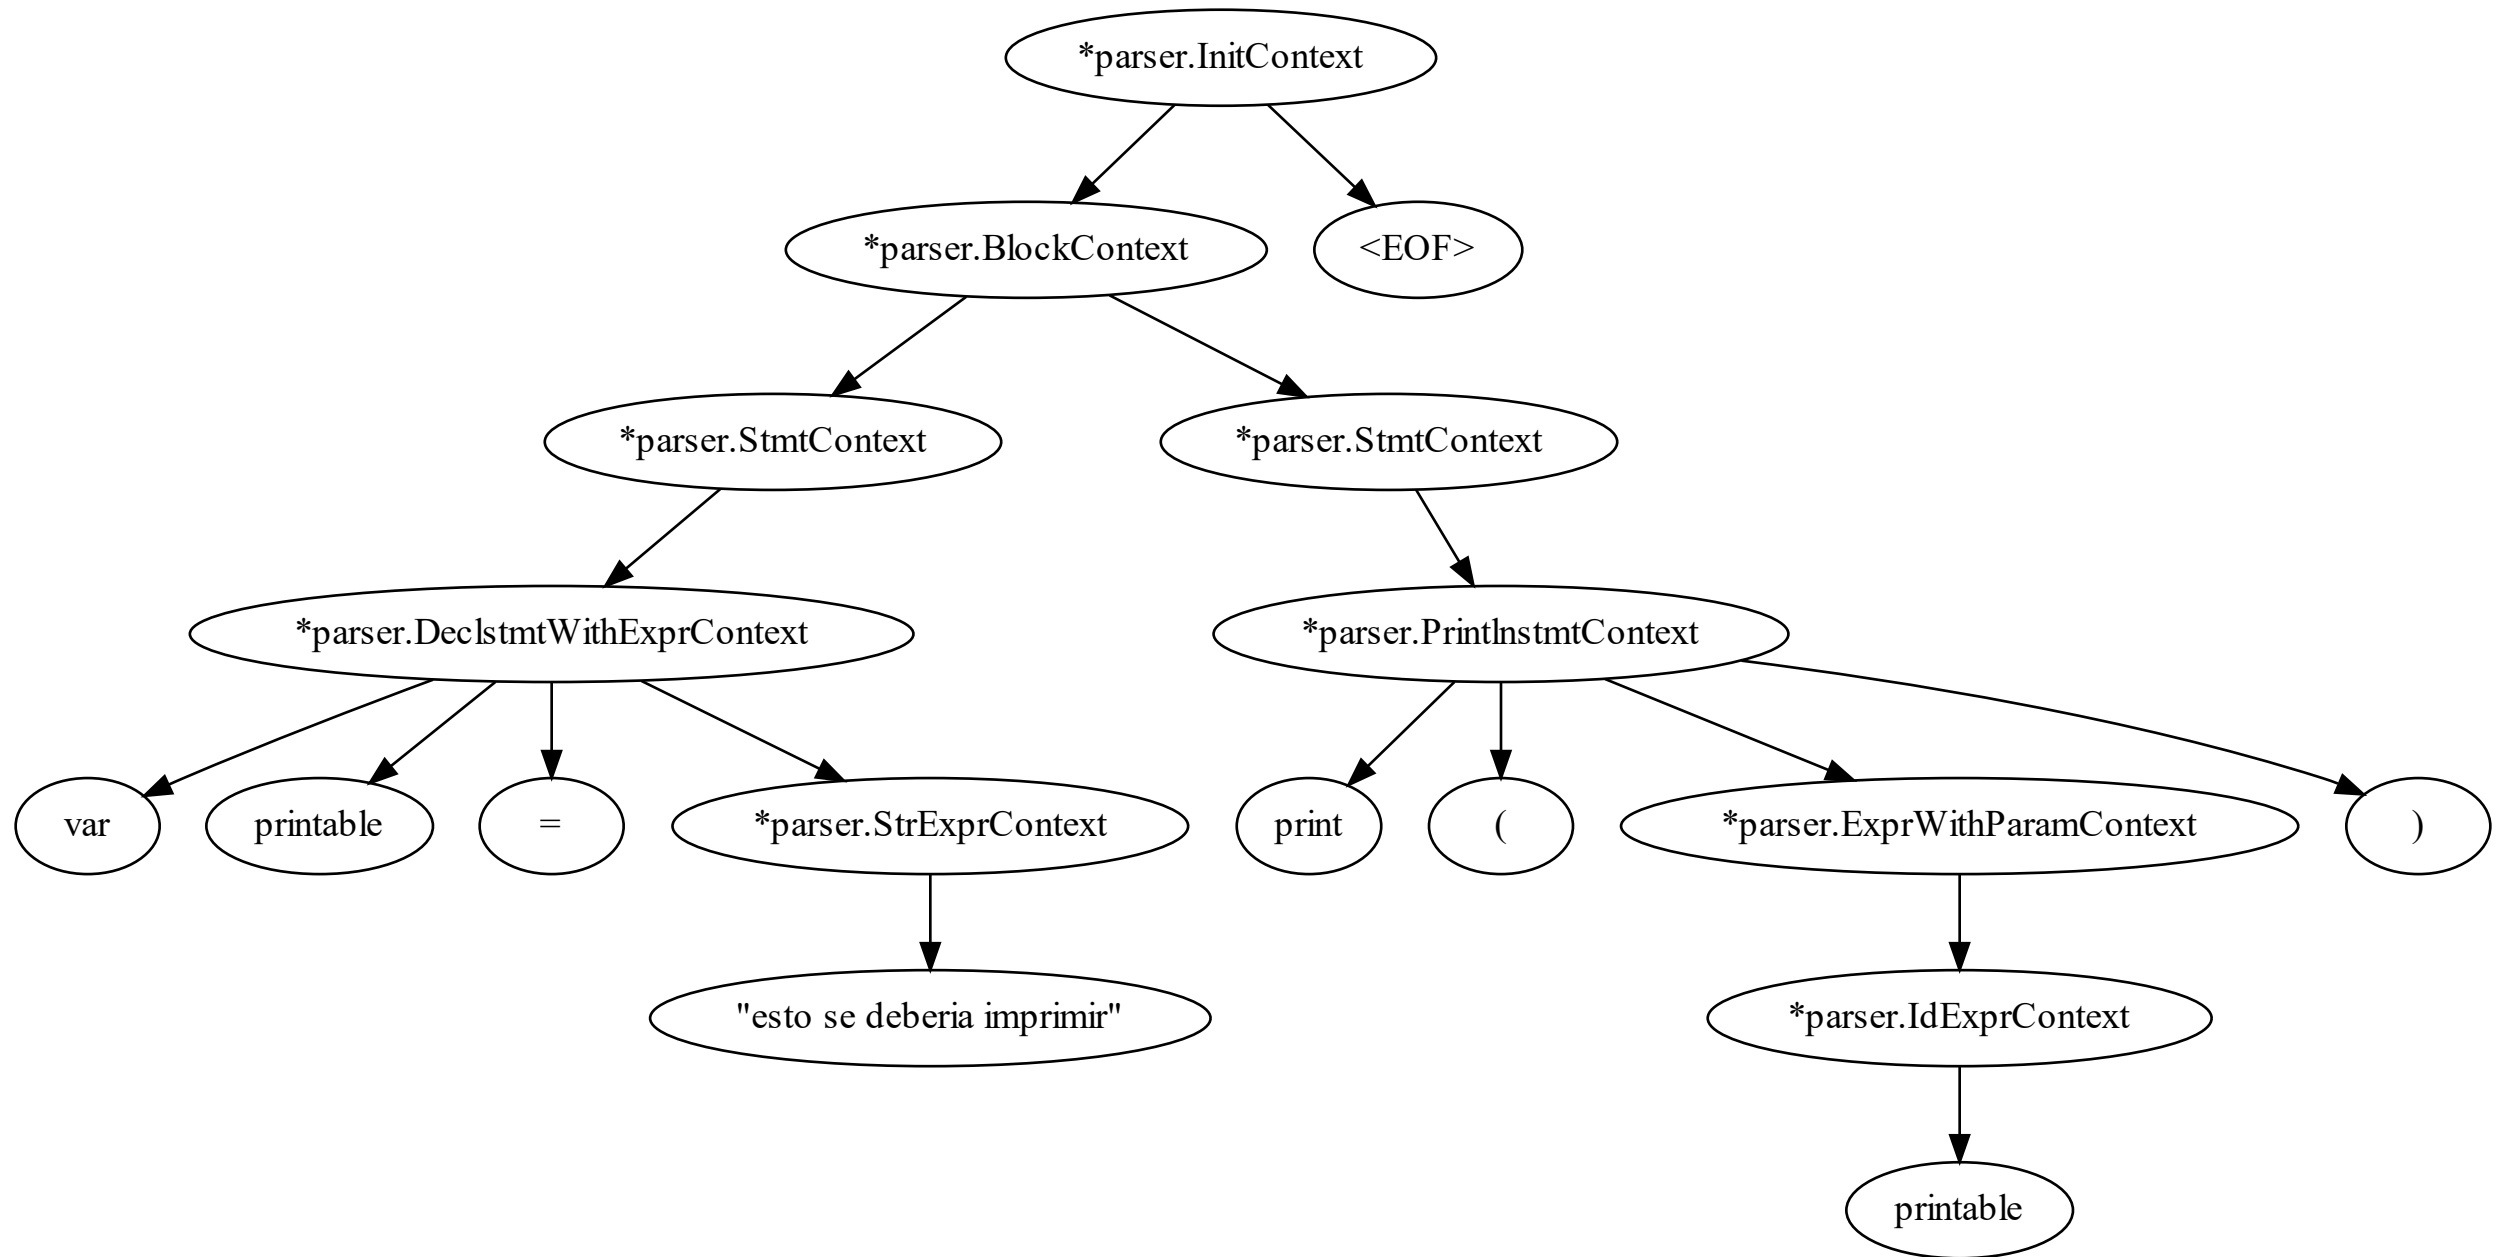 *parser.InitContext
*parser.BlockContext
<EOF>
*parser.StmtContext
*parser.StmtContext
*parser.DeclstmtWithExprContext
*parser.PrintlnstmtContext
var
printable
=
*parser.StrExprContext
print
(
*parser.ExprWithParamContext
)
"esto se deberia imprimir"
*parser.IdExprContext
printable